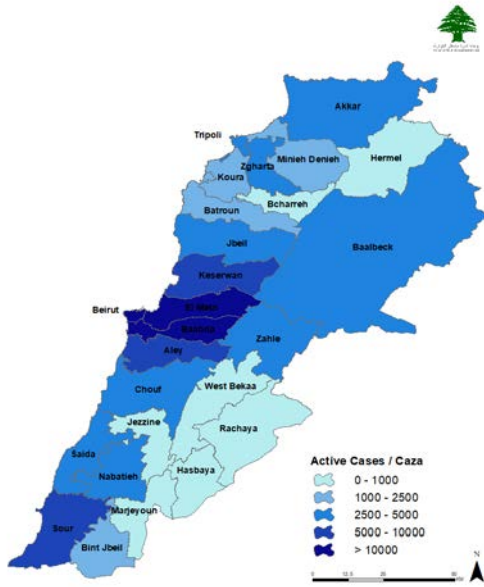 Akkar
Tripoli
Minieh Denieh
Hermel
Zgharta
Koura
Bcharreh
Batroun
Jbeil
Baalbeck
Keserwan
El Metn
Beirut
Baabda
Zahle
Aley
Chouf
West Bekaa
Jezzine
Rachaya
Saida
Hasbaya
Nabatieh
Marjeyoun
Sour
Bint Jbeil
Active Cases / Caza
0 - 1000
1000 - 2500
2500 - 5000
5000 - 10000
> 10000
N